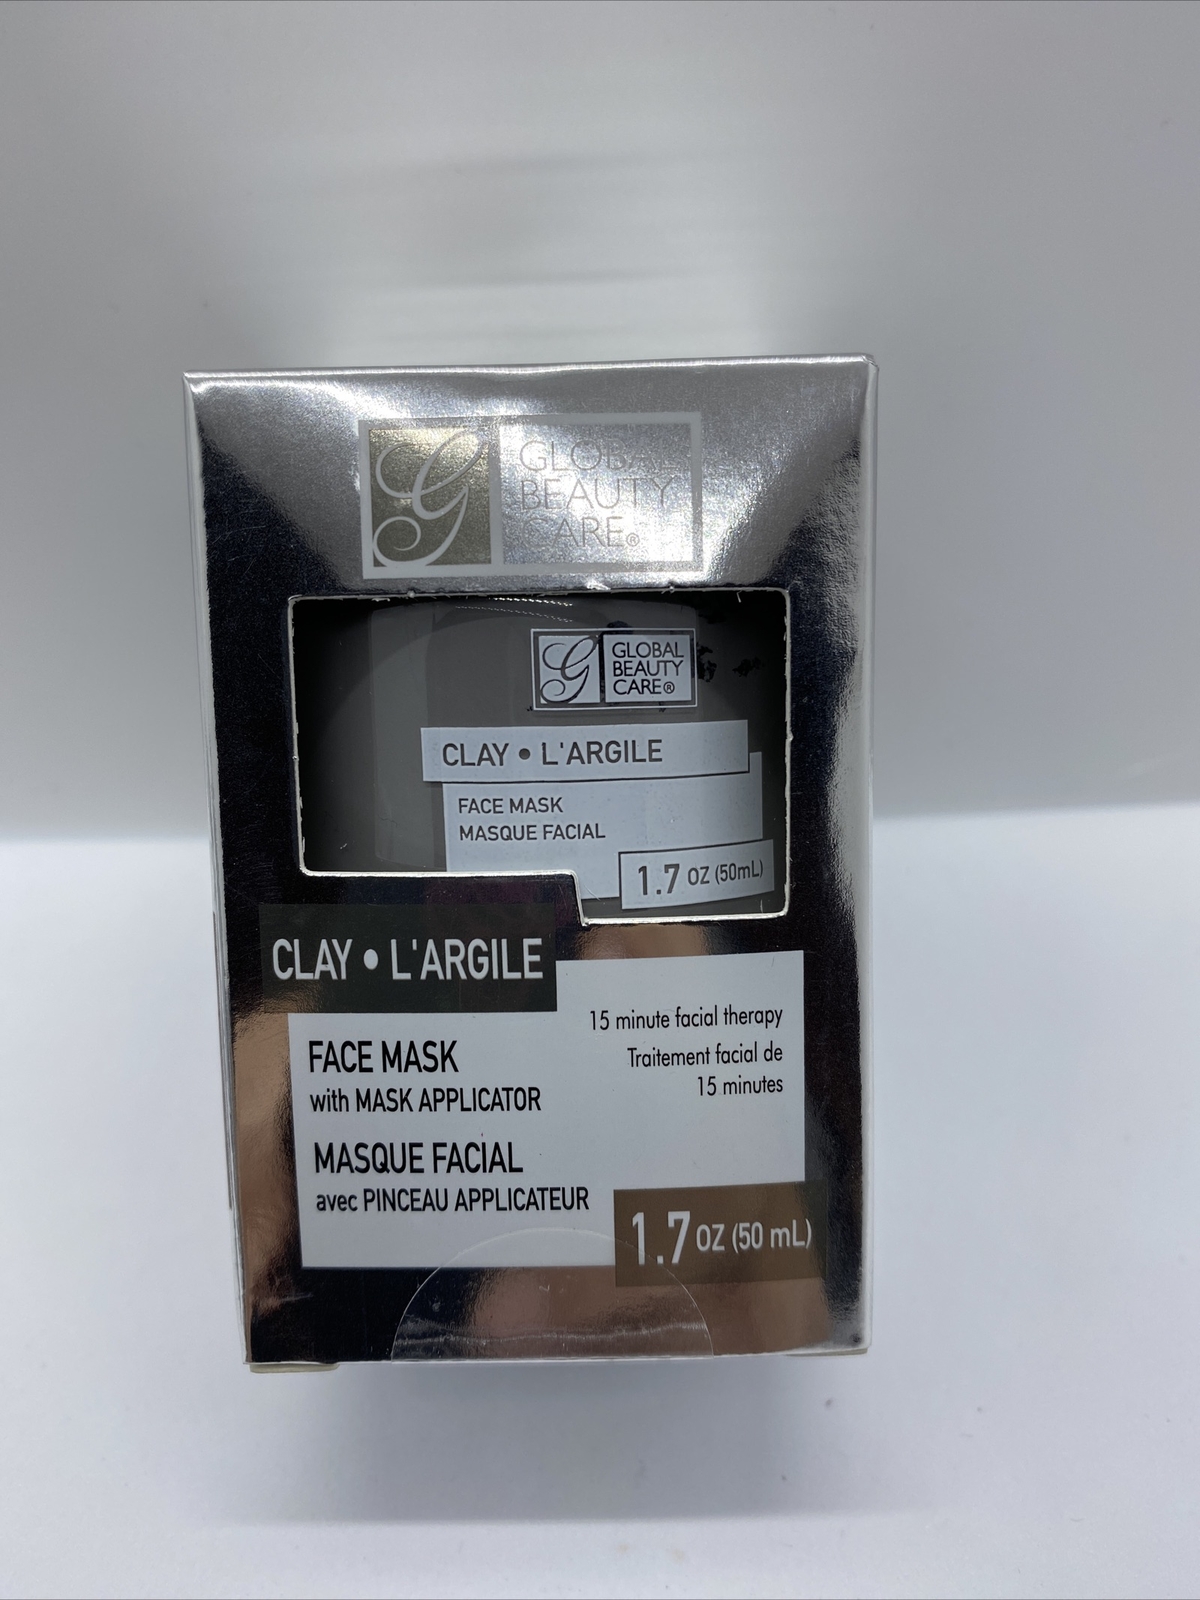 G GLOBAL
BEAUTY
CARE®
G GLOBAL
BEAUTY
CARE®
CLAY • L'ARGILE
FACE MASK
MASQUE FACIAL
1.7 OZ (50mL)
CLAY • L'ARGILE
15 minute facial therapy
Traitement facial de
15 minutes
FACE MASK
with MASK APPLICATOR
MASQUE FACIAL
avec PINCEAU APPLICATEUR
1.7 OZ (50 mL)